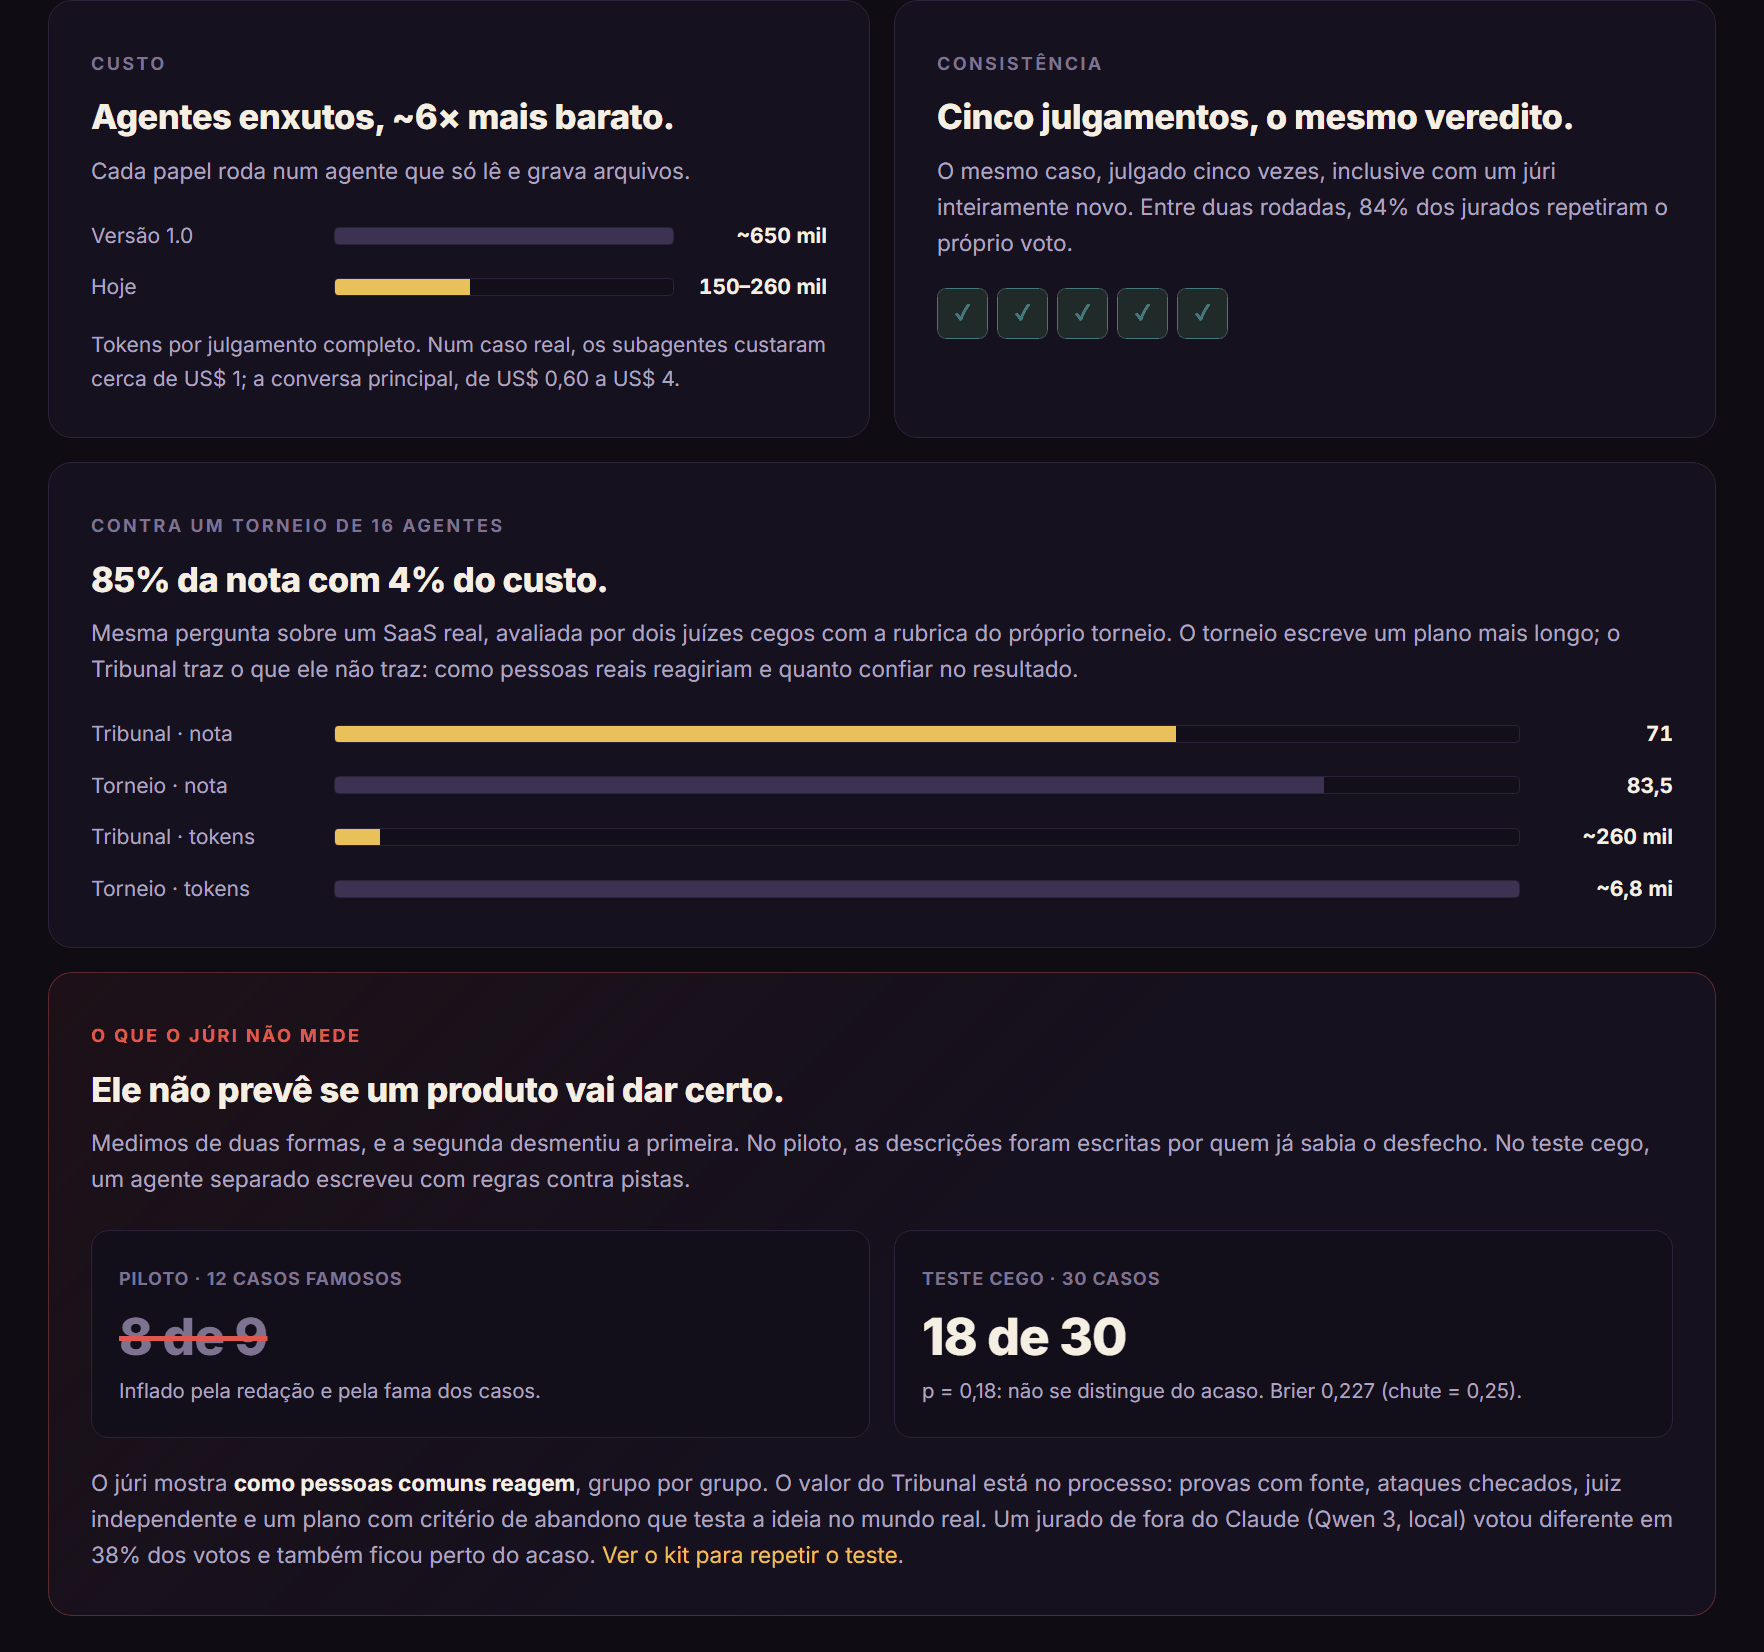 CUSTO
Agentes enxutos, ~6× mais barato.
Cada papel roda num agente que só lê e grava arquivos.
Versão 1.0
~650 mil
Hoje
150–260 mil
Tokens por julgamento completo. Num caso real, os subagentes custaram
cerca de US$ 1; a conversa principal, de US$ 0,60 a US$ 4.
CONSISTÊNCIA
Cinco julgamentos, o mesmo veredito.
O mesmo caso, julgado cinco vezes, inclusive com um júri
inteiramente novo. Entre duas rodadas, 84% dos jurados repetiram o
próprio voto.
✓ ✓ ✓ ✓ ✓
CONTRA UM TORNEIO DE 16 AGENTES
85% da nota com 4% do custo.
Mesma pergunta sobre um SaaS real, avaliada por dois juízes cegos com a rubrica do próprio torneio. O torneio escreve um plano mais longo; o
Tribunal traz o que ele não traz: como pessoas reais reagiriam e quanto confiar no resultado.
Tribunal · nota
71
Torneio · nota
83,5
Tribunal · tokens
~260 mil
Torneio · tokens
~6,8 mi
O QUE O JÚRI NÃO MEDE
Ele não prevê se um produto vai dar certo.
Medimos de duas formas, e a segunda desmentiu a primeira. No piloto, as descrições foram escritas por quem já sabia o desfecho. No teste cego,
um agente separado escreveu com regras contra pistas.
PILOTO · 12 CASOS FAMOSOS
8 de 9
Inflado pela redação e pela fama dos casos.
TESTE CEGO · 30 CASOS
18 de 30
p = 0,18: não se distingue do acaso. Brier 0,227 (chute = 0,25).
O júri mostra como pessoas comuns reagem, grupo por grupo. O valor do Tribunal está no processo: provas com fonte, ataques checados, juiz
independente e um plano com critério de abandono que testa a ideia no mundo real. Um jurado de fora do Claude (Qwen 3, local) votou diferente em
38% dos votos e também ficou perto do acaso. Ver o kit para repetir o teste.